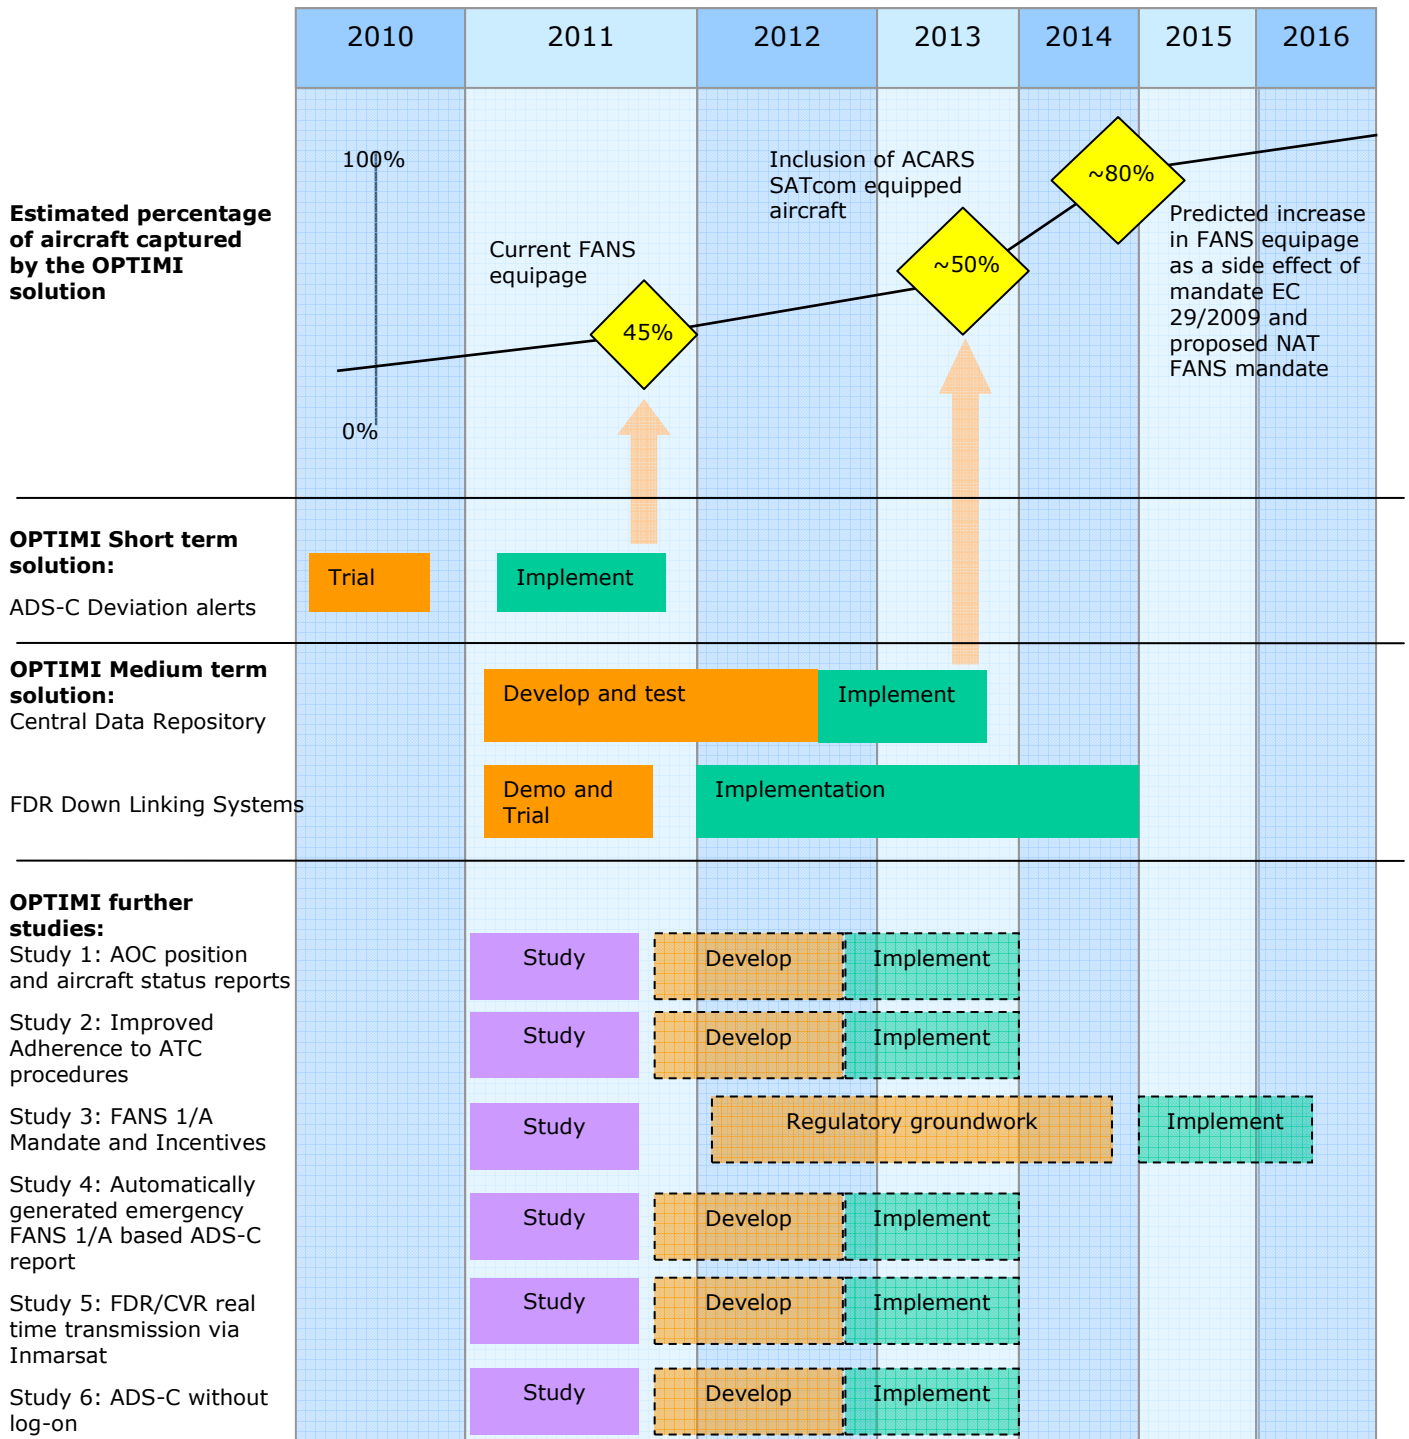 2010 2011 2012 2013 2014 2015 2016
Estimated percentage
of aircraft captured
by the OPTIMI
solution
100%
0%
Current FANS
equipage
45%
Inclusion of ACARS
SATcom equipped
aircraft
~50%
~80%
Predicted increase
in FANS equipage
as a side effect of
mandate EC
29/2009 and
proposed NAT
FANS mandate
OPTIMI Short term
solution:
ADS-C Deviation alerts
Trial
Implement
OPTIMI Medium term
solution:
Central Data Repository
Develop and test
Implement
FDR Down Linking Systems
Demo and
Trial
Implementation
OPTIMI further
studies:
Study 1: AOC position
and aircraft status reports
Study
Develop
Implement
Study 2: Improved
Adherence to ATC
procedures
Study
Develop
Implement
Study 3: FANS 1/A
Mandate and Incentives
Study
Regulatory groundwork
Implement
Study 4: Automatically
generated emergency
FANS 1/A based ADS-C
report
Study
Develop
Implement
Study 5: FDR/CVR real
time transmission via
Inmarsat
Study
Develop
Implement
Study 6: ADS-C without
log-on
Study
Develop
Implement